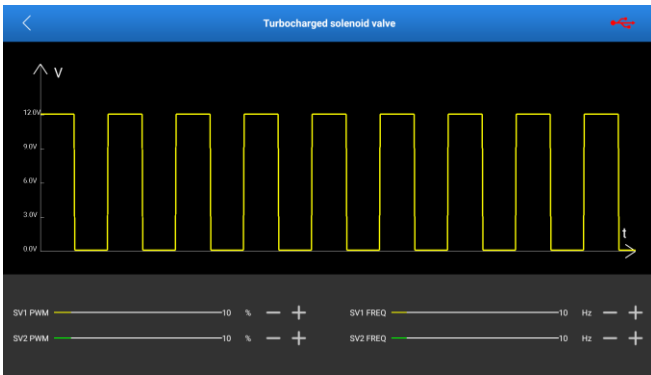 Turbocharged solenoid valve
V
12.0V
9.0V
6.0V
3.0V
0.0V
t
SV1 PWM 10 % SV1 FREQ 10 Hz
SV2 PWM 10 % SV2 FREQ 10 Hz